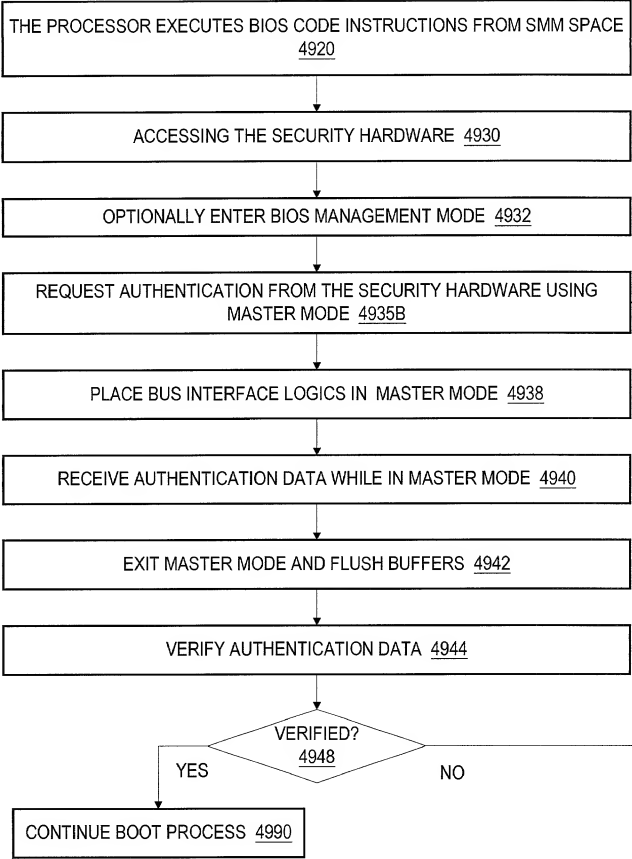 THE PROCESSOR EXECUTES BIOS CODE INSTRUCTIONS FROM SMM SPACE
4920
ACCESSING THE SECURITY HARDWARE 4930
OPTIONALLY ENTER BIOS MANAGEMENT MODE 4932
REQUEST AUTHENTICATION FROM THE SECURITY HARDWARE USING
MASTER MODE 4935B
PLACE BUS INTERFACE LOGICS IN MASTER MODE 4938
RECEIVE AUTHENTICATION DATA WHILE IN MASTER MODE 4940
EXIT MASTER MODE AND FLUSH BUFFERS 4942
VERIFY AUTHENTICATION DATA 4944
VERIFIED?
4948
YES
NO
CONTINUE BOOT PROCESS 4990